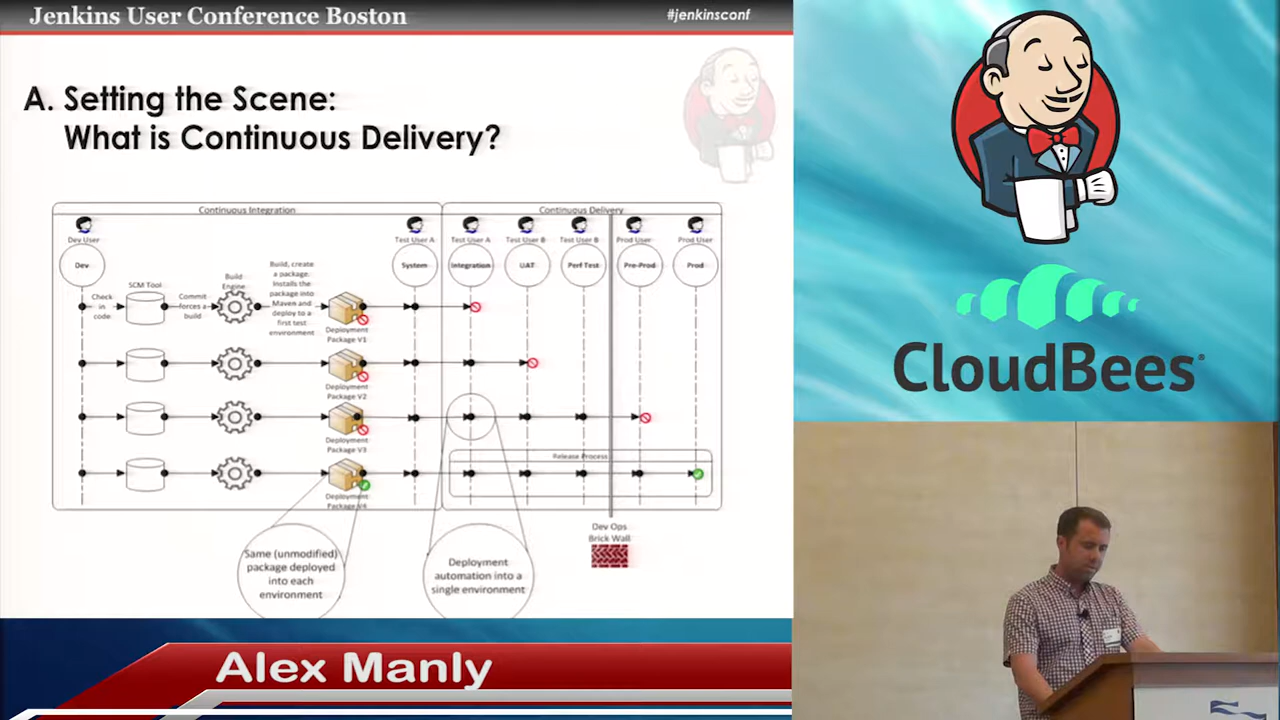 Jenkins User Conference Boston
#jenkinsconf
A. Setting the Scene:
What is Continuous Delivery?
Continuous Integration
Continuous Delivery
Dev User
Test User A
Test User A
Test User B
Test User B
Prod User
Prod User
Dev
System
Integration
UAT
Perf Test
Pre-Prod
Prod
Check
in
code
SCM Tool
Commit
forces a
build
Build
Engine
Build, create
a package.
Installs the
package into
Maven and
deploy to a
first test
environment
Deployment
Package V1
Deployment
Package V2
Deployment
Package V3
Deployment
Package V4
Release Process
Same (unmodified)
package deployed
into each
environment
Deployment
automation into a
single environment
Dev Ops
Brick Wall
CloudBees
Alex Manly